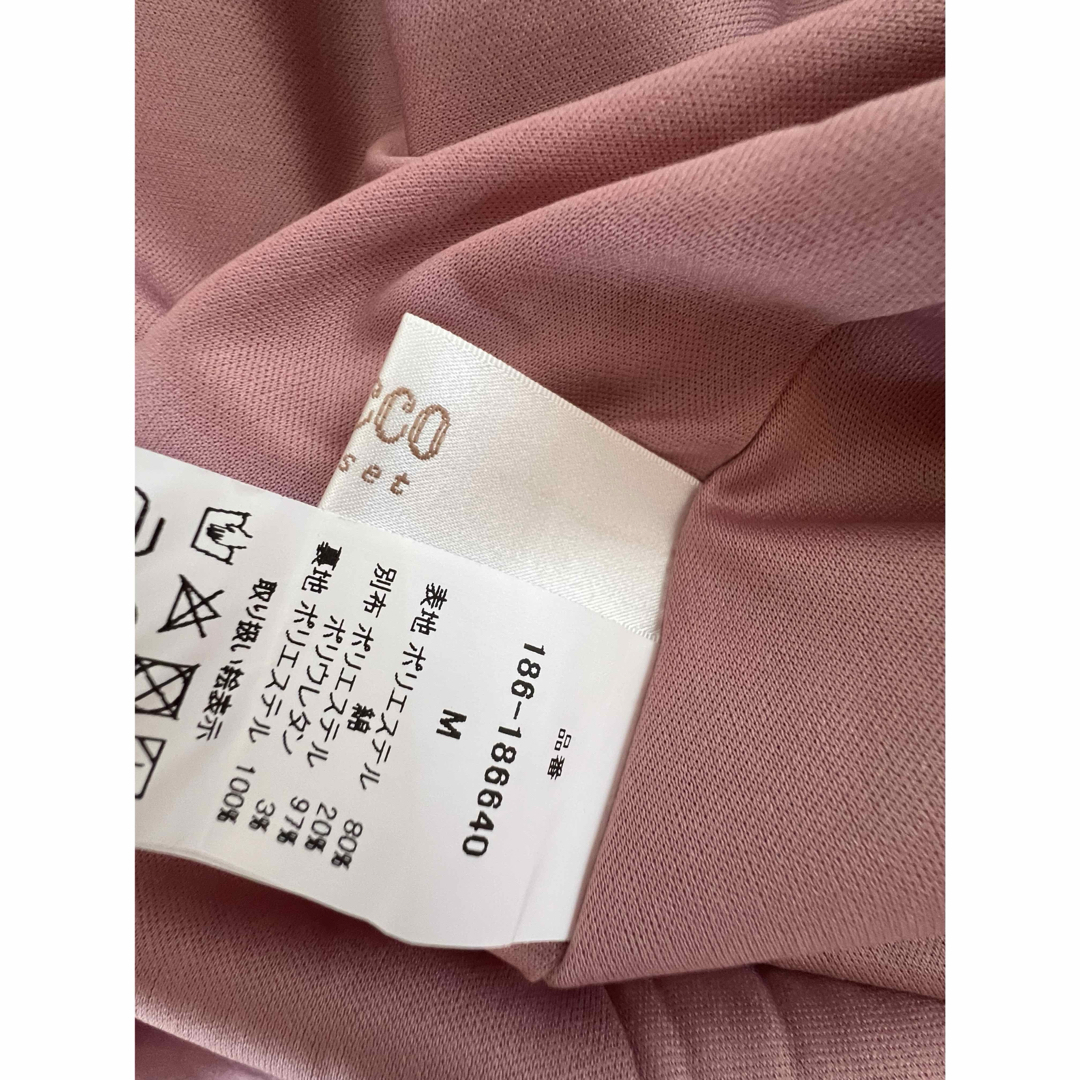 CCO
set
品番
186-186640
M
表地 ポリエステル 80%
綿 20%
別布 ポリエステル 97%
ポリウレタン 3%
裏地 ポリエステル 100%
取り扱い絵表示